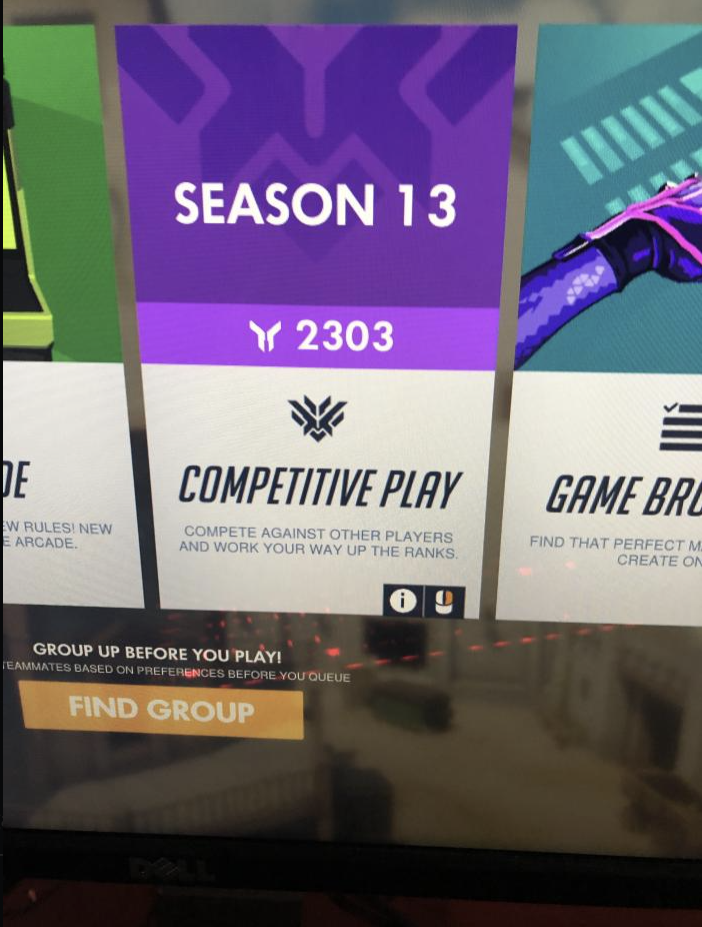 SEASON 13
2303
COMPETITIVE PLAY
COMPETE AGAINST OTHER PLAYERS
AND WORK YOUR WAY UP THE RANKS.
DE
EW RULES! NEW
E ARCADE.
GAME BRO
FIND THAT PERFECT M
CREATE ON
GROUP UP BEFORE YOU PLAY!
TEAMMATES BASED ON PREFERENCES BEFORE YOU QUEUE
FIND GROUP
DELL